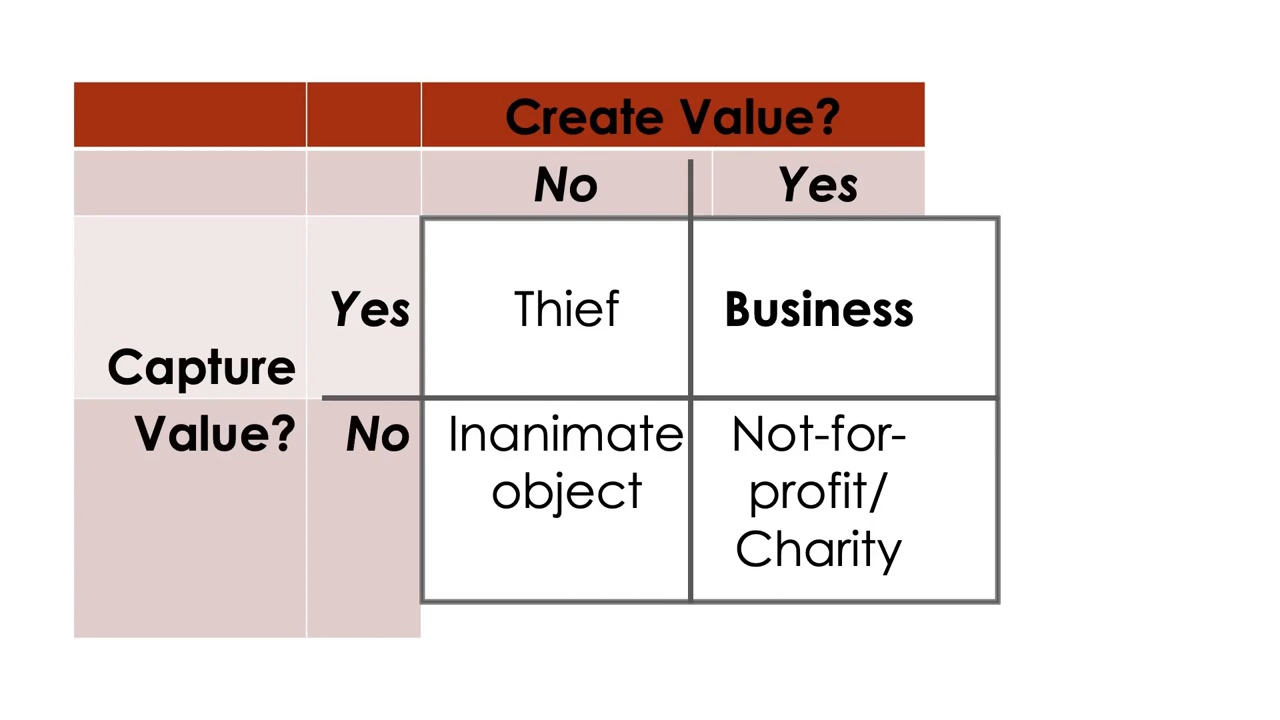 Create Value?
No Yes
Yes Thief Business
Capture
Value? No Inanimate Not-for-
object profit/
Charity